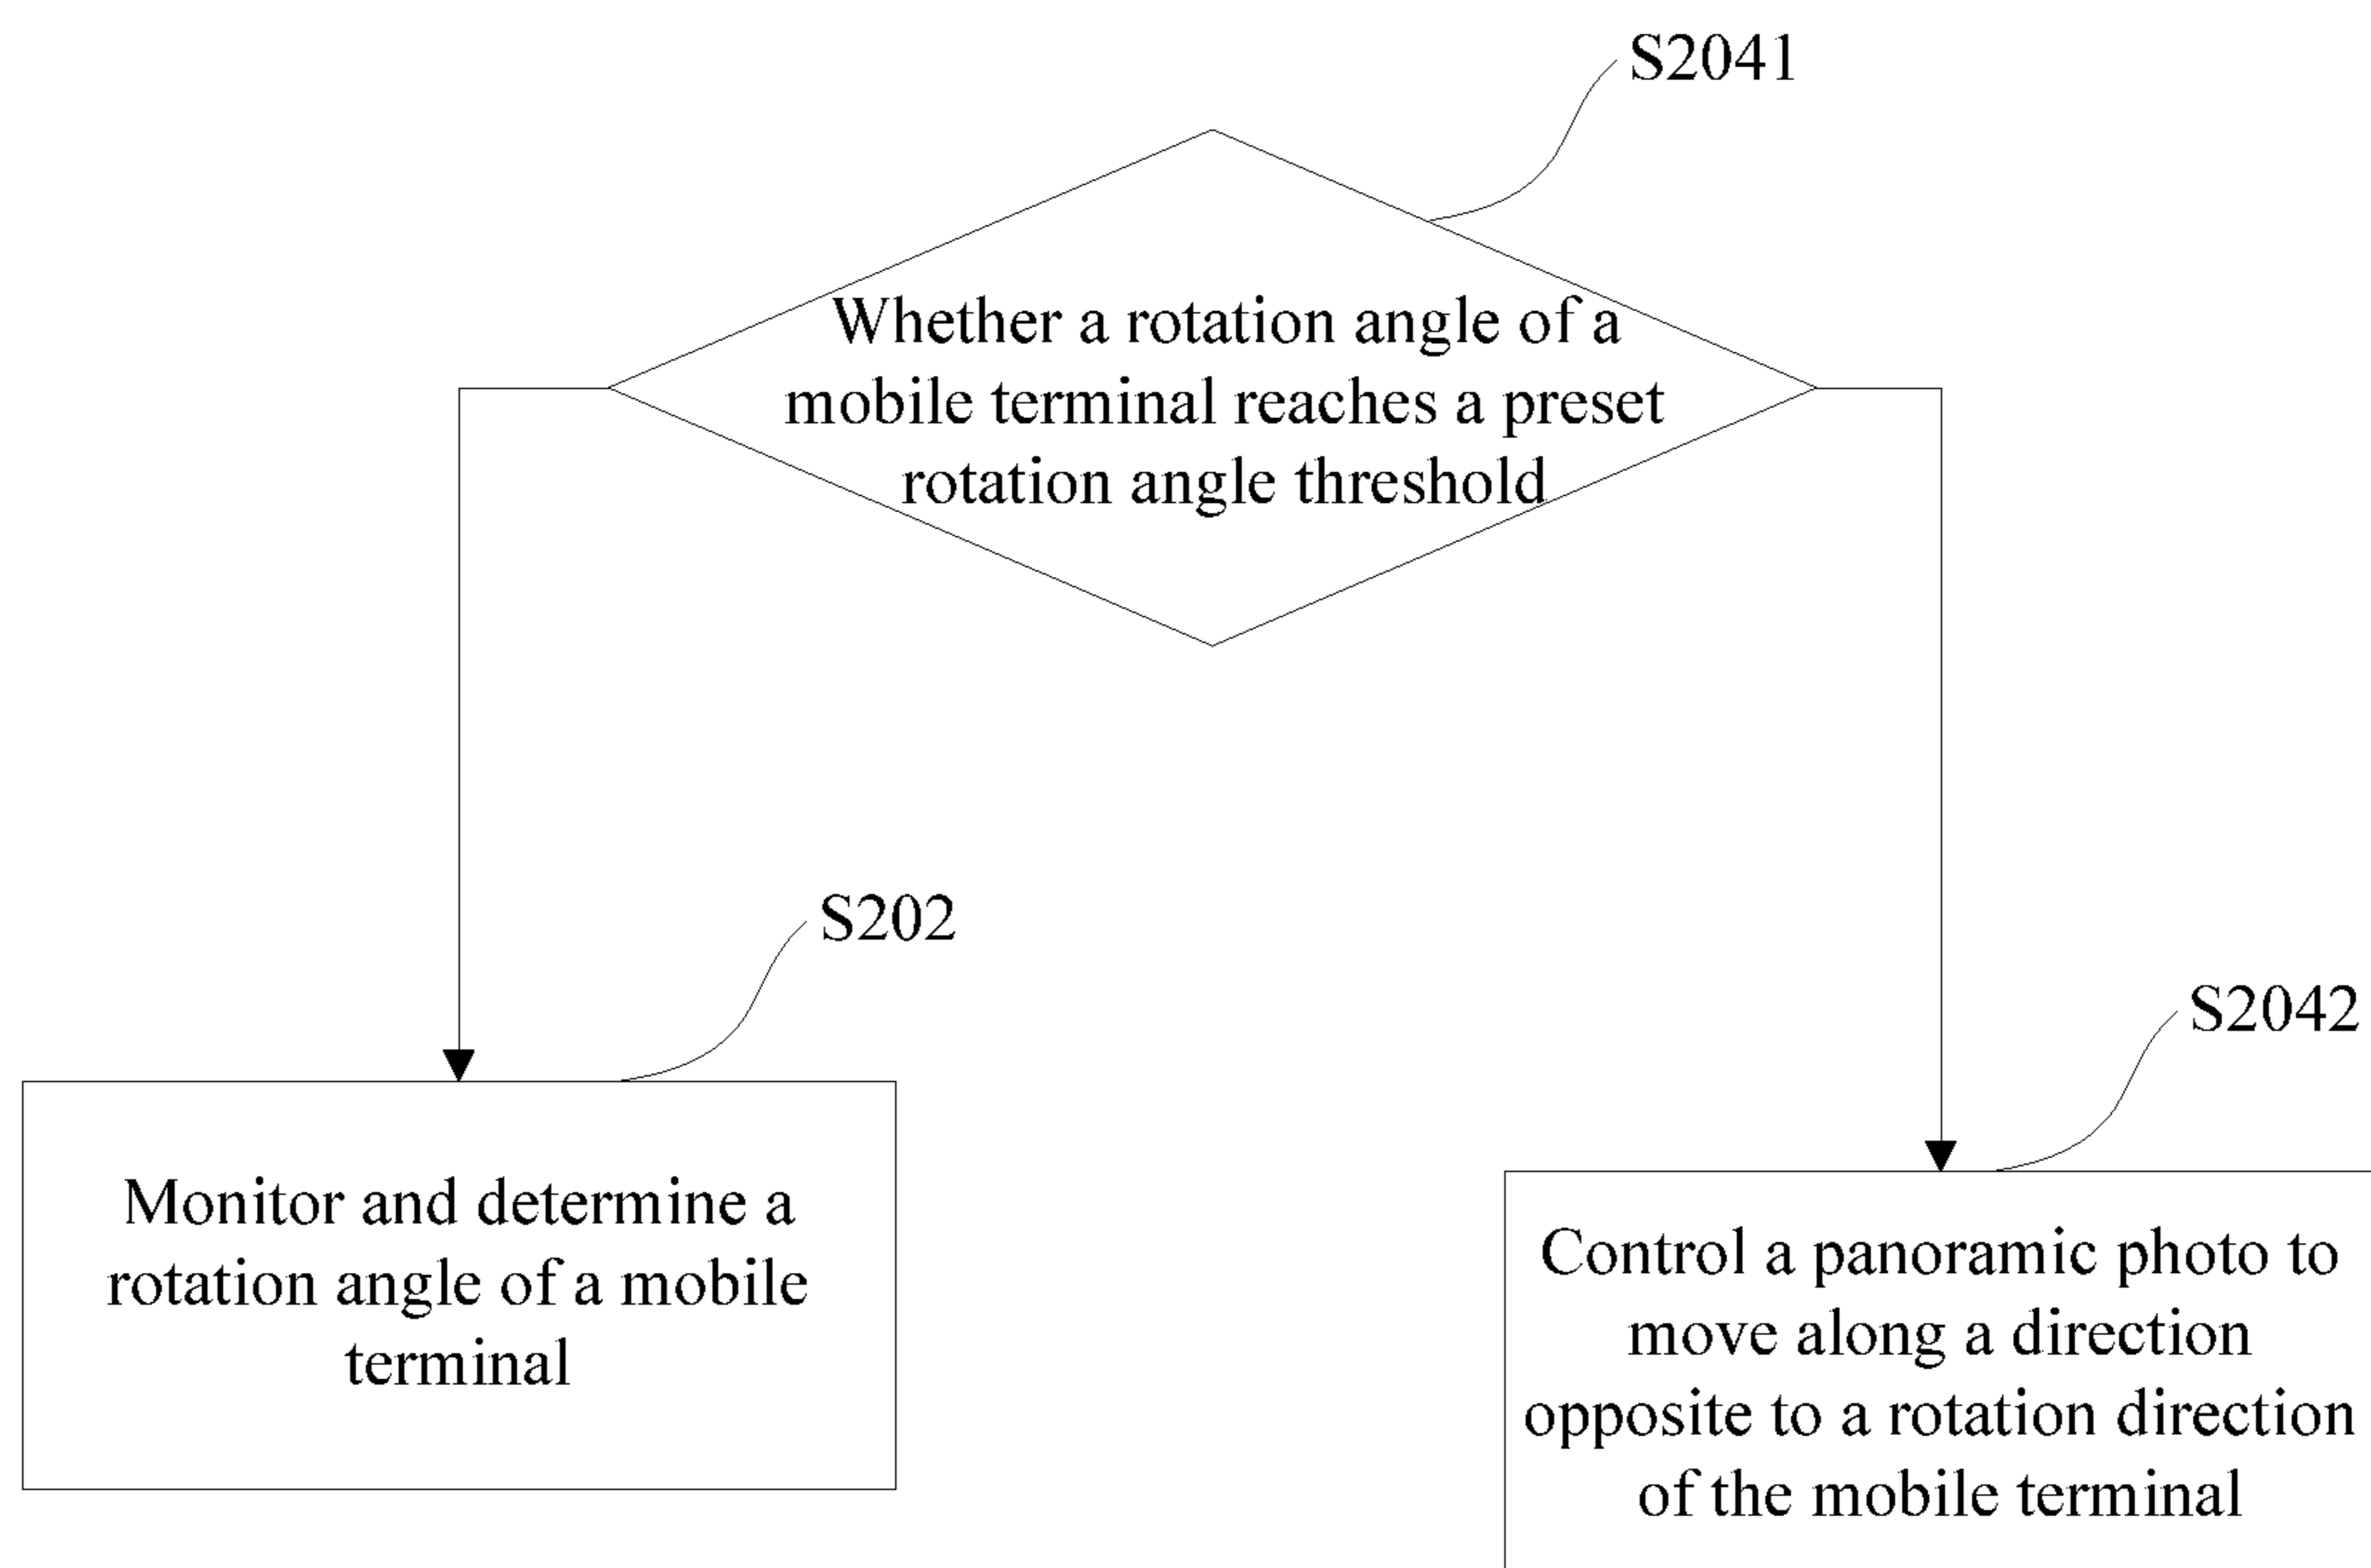 S2041
Whether a rotation angle of a
mobile terminal reaches a preset
rotation angle threshold
S202
Monitor and determine a
rotation angle of a mobile
terminal
S2042
Control a panoramic photo to
move along a direction
opposite to a rotation direction
of the mobile terminal